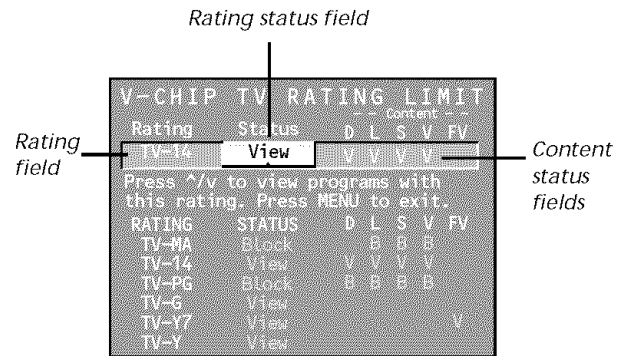 Rating status field
V-CHIP TV RATING LIMIT
-- Content --
Rating Status D L S V FV
Rating field
TV-14 View V V V V
Content status fields
Press ^/v to view programs with
this rating. Press MENU to exit.
RATING STATUS D L S V FV
TV-MA Block B B B
TV-14 View V V V V
TV-PG Block B B B B
TV-G View
TV-Y7 View V
TV-Y View